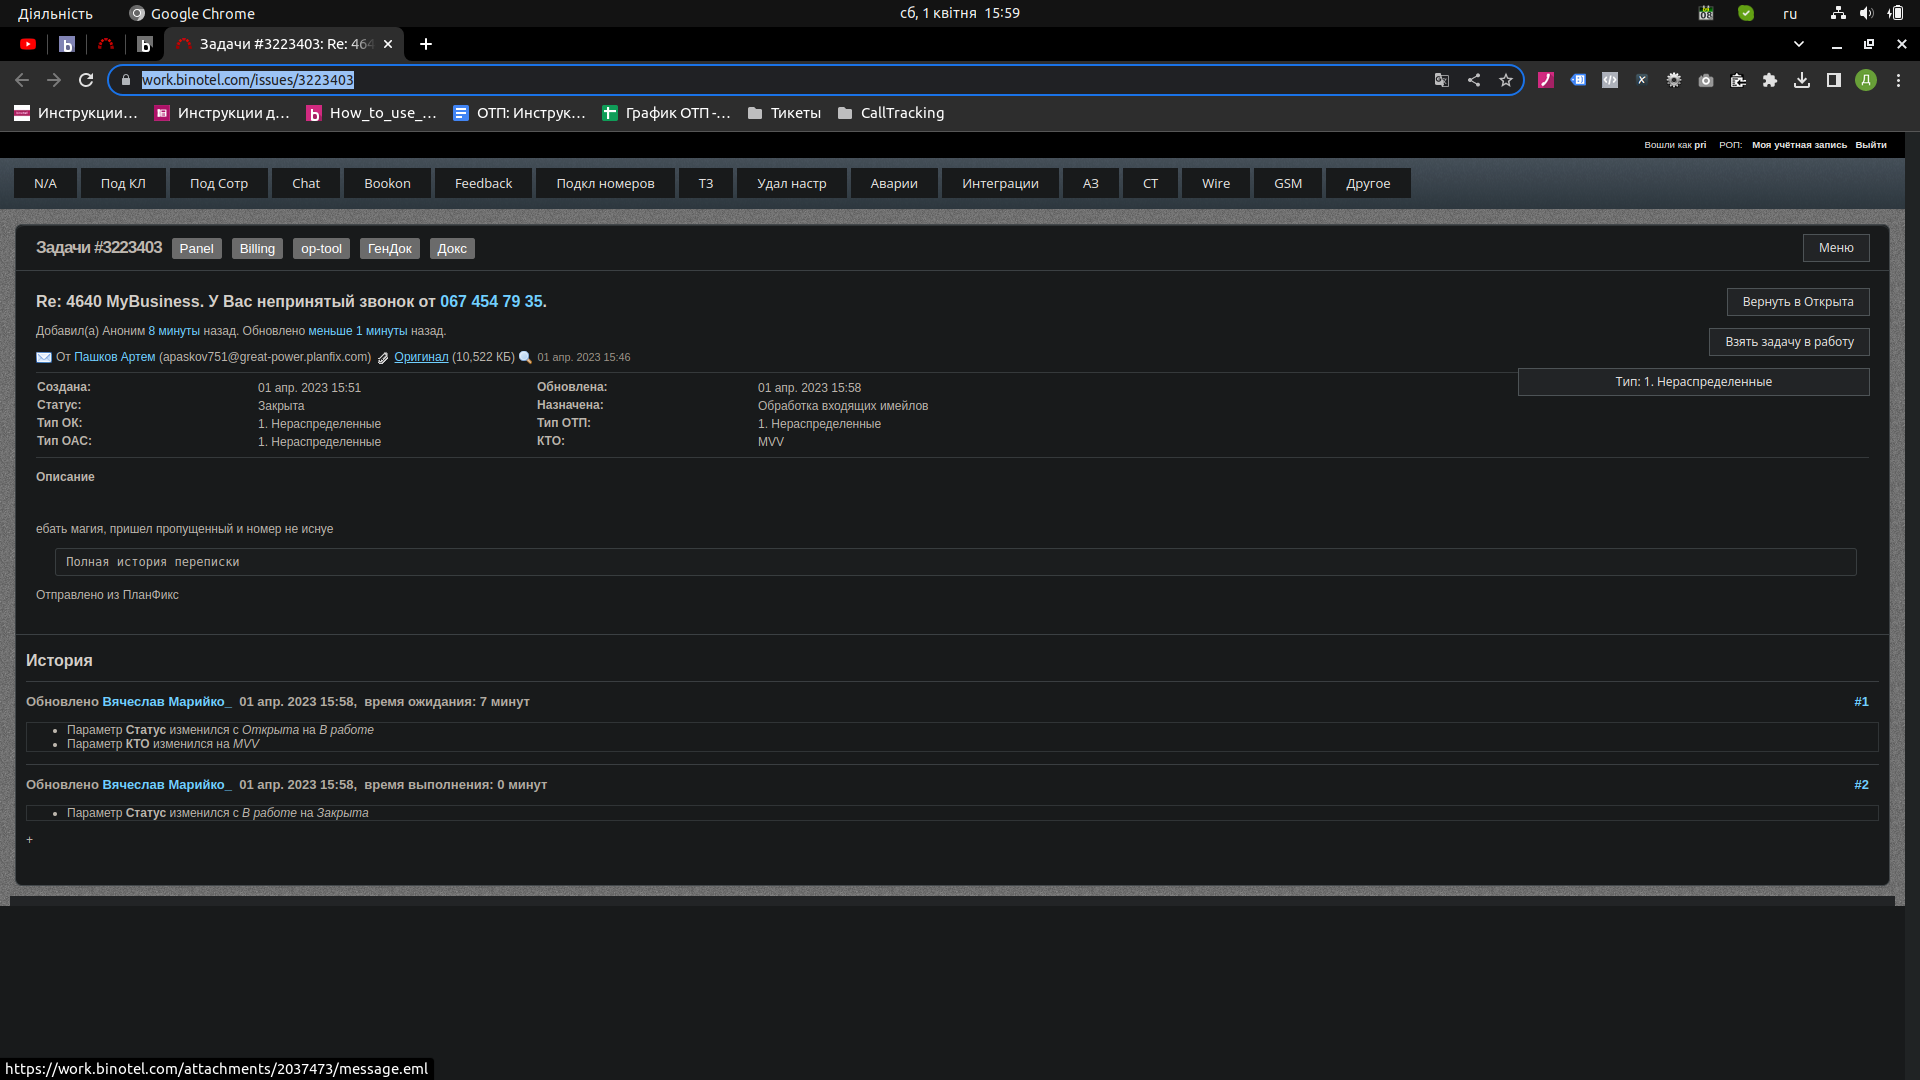 Діяльність
Google Chrome
сб, 1 квітня 15:59
ru
Задачи #3223403: Re: 464
work.binotel.com/issues/3223403
Инструкции...
Инструкции д...
How_to_use_...
ОТП: Инструк...
График ОТП -...
Тикеты
CallTracking
Вошли как pri РОП: Моя учётная запись Выйти
N/A
Под КЛ
Под Сотр
Chat
Bookon
Feedback
Подкл номеров
ТЗ
Удал настр
Аварии
Интеграции
АЗ
СТ
Wire
GSM
Другое
Задачи #3223403
Panel
Billing
op-tool
ГенДок
Докс
Меню
Re: 4640 MyBusiness. У Вас непринятый звонок от 067 454 79 35.
Вернуть в Открыта
Добавил(а) Аноним 8 минуты назад. Обновлено меньше 1 минуты назад.
Взять задачу в работу
От Пашков Артем (apaskov751@great-power.planfix.com) Оригинал (10,522 КБ) 01 апр. 2023 15:46
Тип: 1. Нераспределенные
Создана: 01 апр. 2023 15:51 Обновлена: 01 апр. 2023 15:58
Статус: Закрыта Назначена: Обработка входящих имейлов
Тип ОК: 1. Нераспределенные Тип ОТП: 1. Нераспределенные
Тип ОАС: 1. Нераспределенные КТО: MVV
Описание
ебать магия, пришел пропущенный и номер не иснуе
Полная история переписки
Отправлено из ПланФикс
История
Обновлено Вячеслав Марийко_ 01 апр. 2023 15:58, время ожидания: 7 минут #1
Параметр Статус изменился с Открыта на В работе
Параметр КТО изменился на MVV
Обновлено Вячеслав Марийко_ 01 апр. 2023 15:58, время выполнения: 0 минут #2
Параметр Статус изменился с В работе на Закрыта
+
https://work.binotel.com/attachments/2037473/message.eml